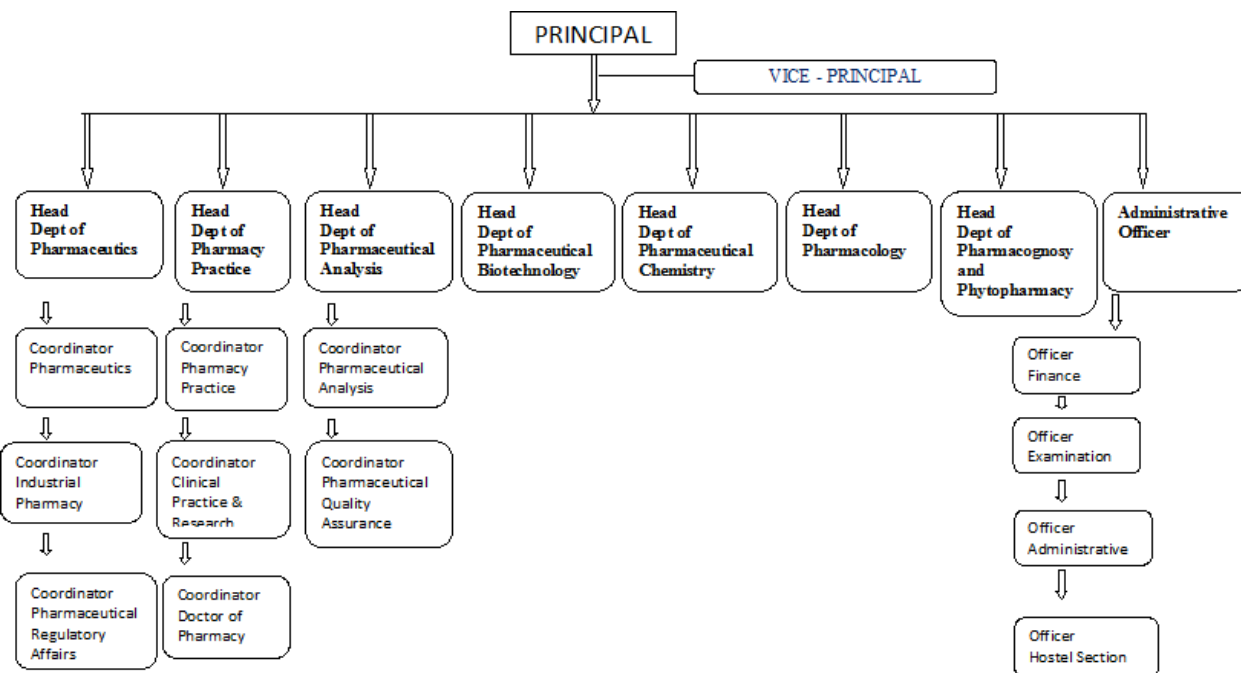 PRINCIPAL
VICE - PRINCIPAL
Head
Dept of
Pharmaceutics
Head
Dept of
Pharmacy
Practice
Head
Dept of
Pharmaceutical
Analysis
Head
Dept of
Pharmaceutical
Biotechnology
Head
Dept of
Pharmaceutical
Chemistry
Head
Dept of
Pharmacology
Head
Dept of
Pharmacognosy
and
Phytopharmacy
Administrative
Officer
Coordinator
Pharmaceutics
Coordinator
Pharmacy
Practice
Coordinator
Pharmaceutical
Analysis
Officer
Finance
Coordinator
Industrial
Pharmacy
Coordinator
Clinical
Practice &
Research
Coordinator
Pharmaceutical
Quality
Assurance
Officer
Examination
Officer
Administrative
Coordinator
Pharmaceutical
Regulatory
Affairs
Coordinator
Doctor of
Pharmacy
Officer
Hostel Section